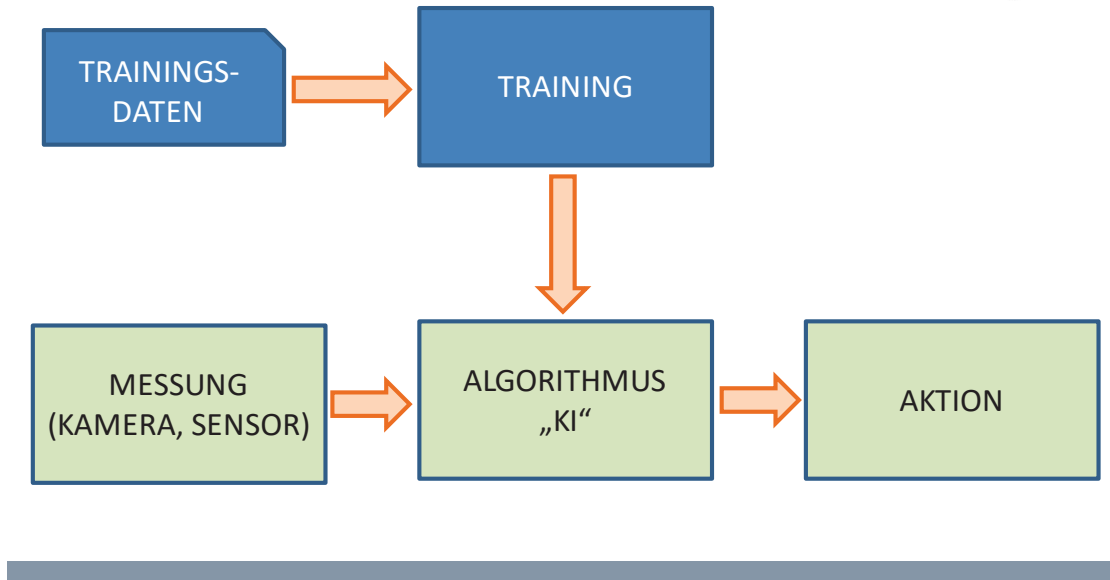 TRAININGS-
DATEN
TRAINING
MESSUNG
(KAMERA, SENSOR)
ALGORITHMUS
„KI“
AKTION